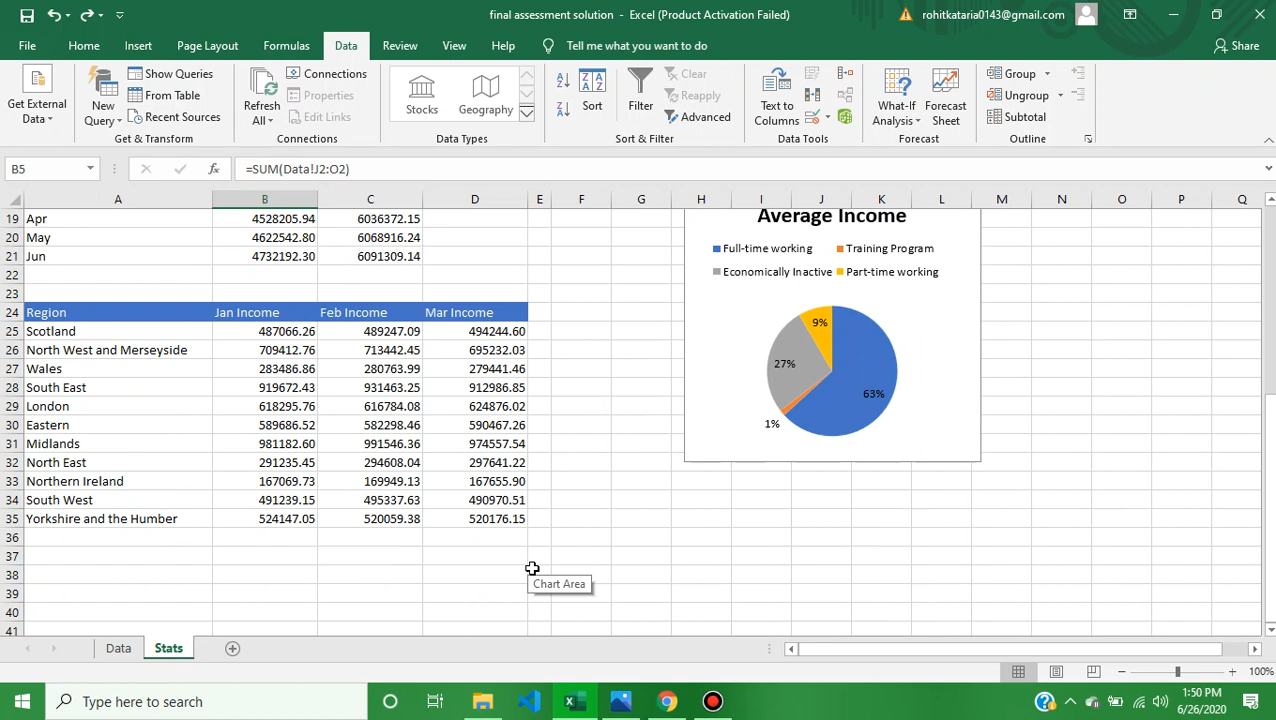 final assessment solution - Excel (Product Activation Failed)
rohitkataria0143@gmail.com
File Home Insert Page Layout Formulas Data Review View Help Tell me what you want to do Share
Get External Data
New Query
Show Queries
From Table
Recent Sources
Get & Transform
Refresh All
Connections
Properties
Edit Links
Connections
Stocks
Geography
Data Types
Sort
Filter
Clear
Reapply
Advanced
Sort & Filter
Text to Columns
Data Tools
What-If Analysis
Forecast Sheet
Forecast
Group
Ungroup
Subtotal
Outline
B5 fx =SUM(Data!J2:O2)
A B C D E F G H I J K L M N O P Q
19 Apr 4528205.94 6036372.15
20 May 4622542.80 6068916.24
21 Jun 4732192.30 6091309.14
22
23
24 Region Jan Income Feb Income Mar Income
25 Scotland 487066.26 489247.09 494244.60
26 North West and Merseyside 709412.76 713442.45 695232.03
27 Wales 283486.86 280763.99 279441.46
28 South East 919672.43 931463.25 912986.85
29 London 618295.76 616784.08 624876.02
30 Eastern 589686.52 582298.46 590467.26
31 Midlands 981182.60 991546.36 974557.54
32 North East 291235.45 294608.04 297641.22
33 Northern Ireland 167069.73 169949.13 167655.90
34 South West 491239.15 495337.63 490970.51
35 Yorkshire and the Humber 524147.05 520059.38 520176.15
36
37
38
39
40
41
Average Income
Full-time working Training Program
Economically Inactive Part-time working
9%
27%
63%
1%
Chart Area
Data Stats
100%
Type here to search
1:50 PM
6/26/2020